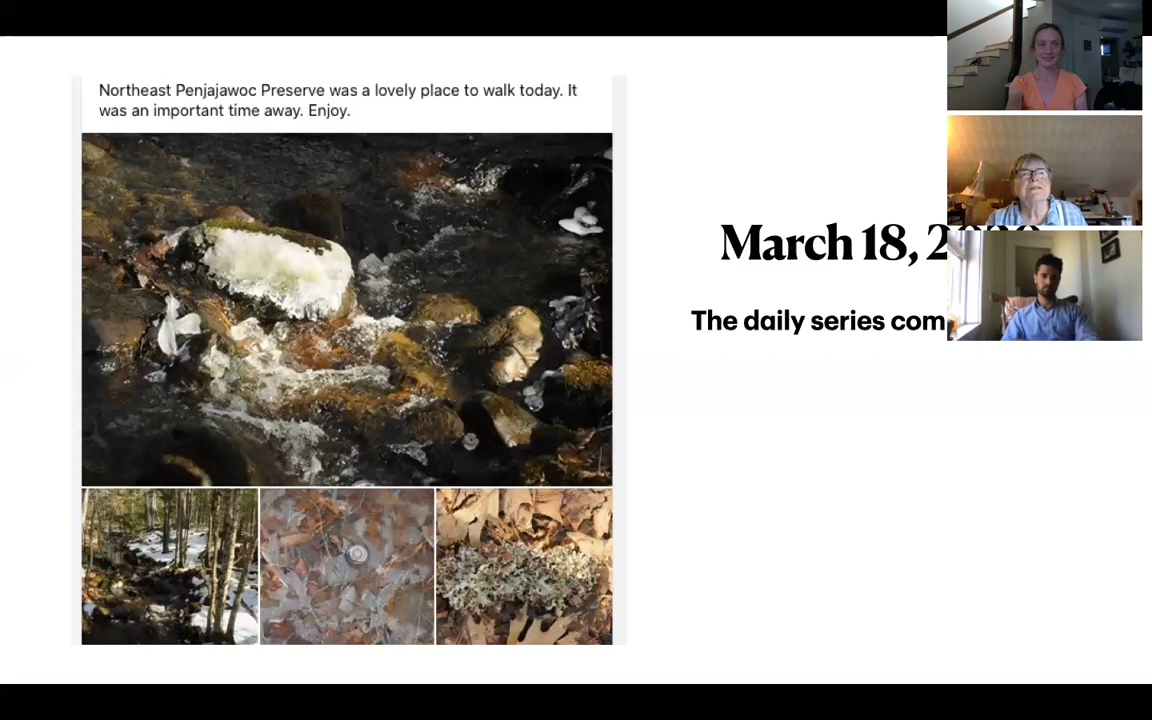 Northeast Penjajawoc Preserve was a lovely place to walk today. It
was an important time away. Enjoy.
March 18, 2
The daily series com